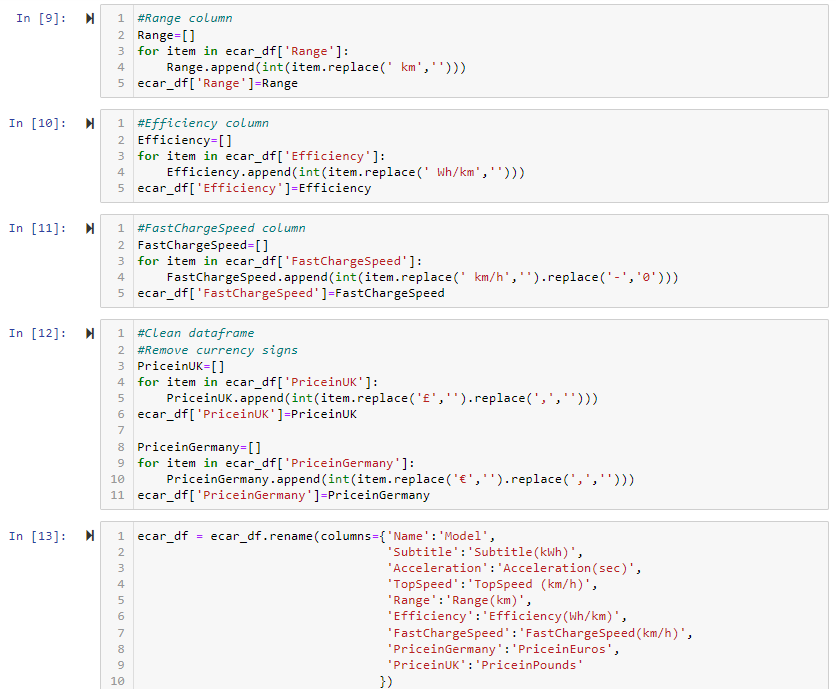 In [9]:
1 #Range column
2 Range=[]
3 for item in ecar_df['Range']:
4     Range.append(int(item.replace(' km','')))
5 ecar_df['Range']=Range
In [10]:
1 #Efficiency column
2 Efficiency=[]
3 for item in ecar_df['Efficiency']:
4     Efficiency.append(int(item.replace(' Wh/km','')))
5 ecar_df['Efficiency']=Efficiency
In [11]:
1 #FastChargeSpeed column
2 FastChargeSpeed=[]
3 for item in ecar_df['FastChargeSpeed']:
4     FastChargeSpeed.append(int(item.replace(' km/h','').replace('-','0')))
5 ecar_df['FastChargeSpeed']=FastChargeSpeed
In [12]:
1 #Clean dataframe
2 #Remove currency signs
3 PriceinUK=[]
4 for item in ecar_df['PriceinUK']:
5     PriceinUK.append(int(item.replace('£','').replace(',','')))
6 ecar_df['PriceinUK']=PriceinUK
7
8 PriceinGermany=[]
9 for item in ecar_df['PriceinGermany']:
10     PriceinGermany.append(int(item.replace('€','').replace(',','')))
11 ecar_df['PriceinGermany']=PriceinGermany
In [13]:
1 ecar_df = ecar_df.rename(columns={'Name':'Model',
2                                   'Subtitle':'Subtitle(kWh)',
3                                   'Acceleration':'Acceleration(sec)',
4                                   'TopSpeed':'TopSpeed (km/h)',
5                                   'Range':'Range(km)',
6                                   'Efficiency':'Efficiency(Wh/km)',
7                                   'FastChargeSpeed':'FastChargeSpeed(km/h)',
8                                   'PriceinGermany':'PriceinEuros',
9                                   'PriceinUK':'PriceinPounds'
10                                  })